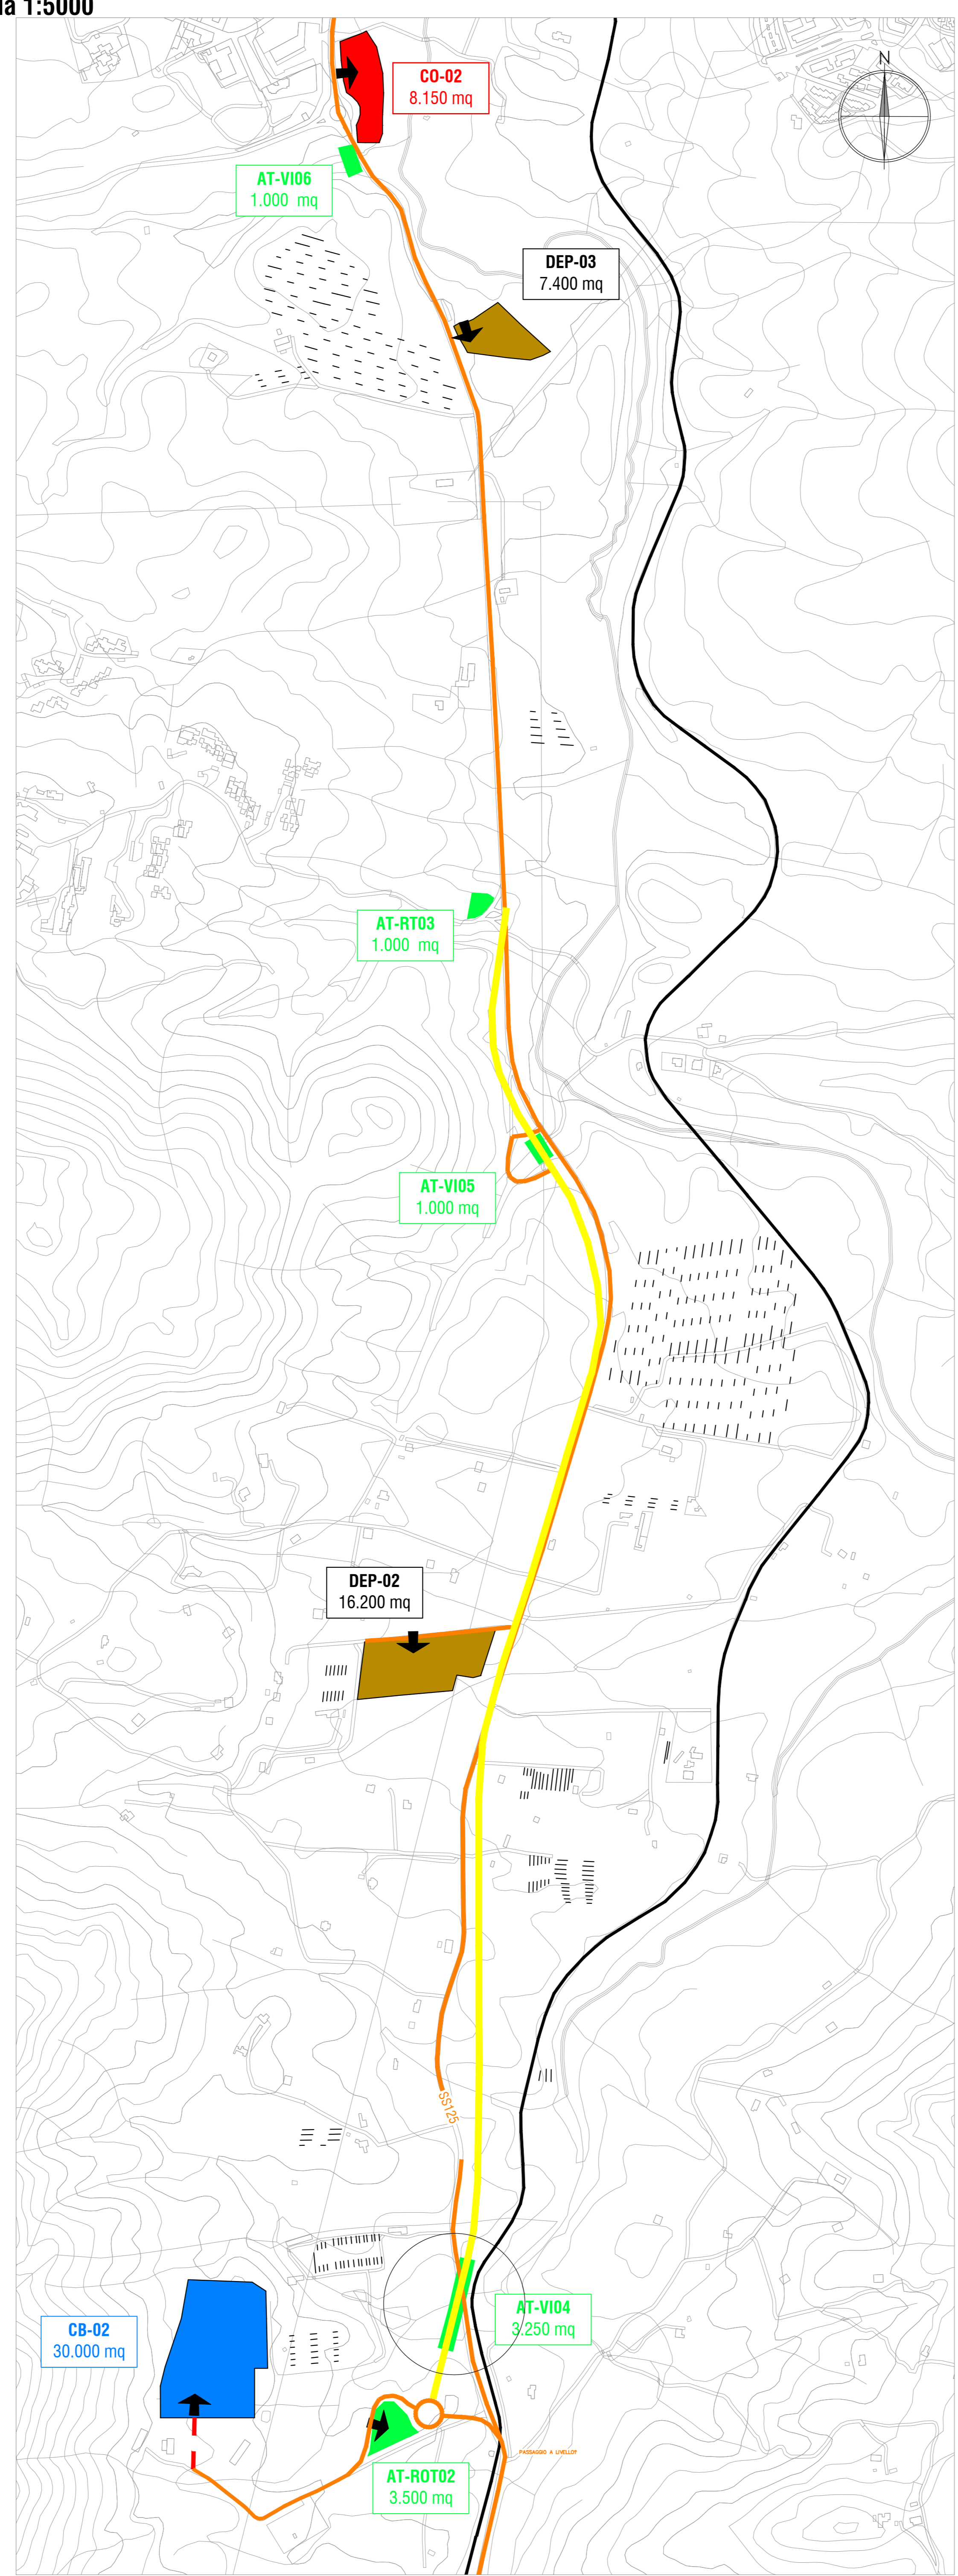 la 1:5000
N
CO-02
8.150 mq
AT-VI06
1.000 mq
DEP-03
7.400 mq
AT-RT03
1.000 mq
AT-VI05
1.000 mq
DEP-02
16.200 mq
SS125
AT-VI04
3.250 mq
CB-02
30.000 mq
PASSAGGIO A LIVELLOT
AT-ROT02
3.500 mq